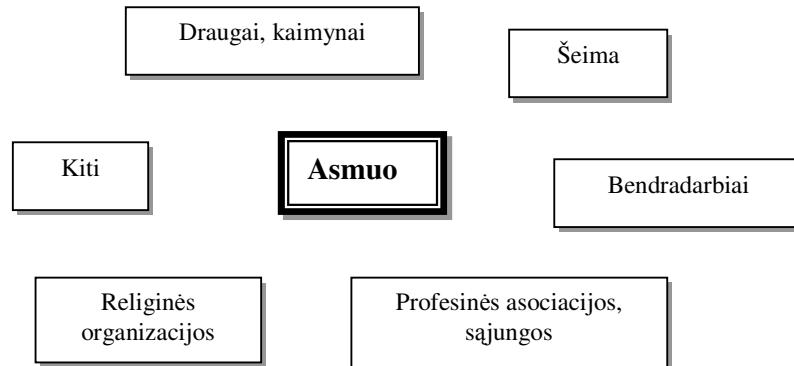 Draugai, kaimynai
Šeima
Kiti
Asmuo
Bendradarbiai
Religinės
organizacijos
Profesinės asociacijos,
sąjungos